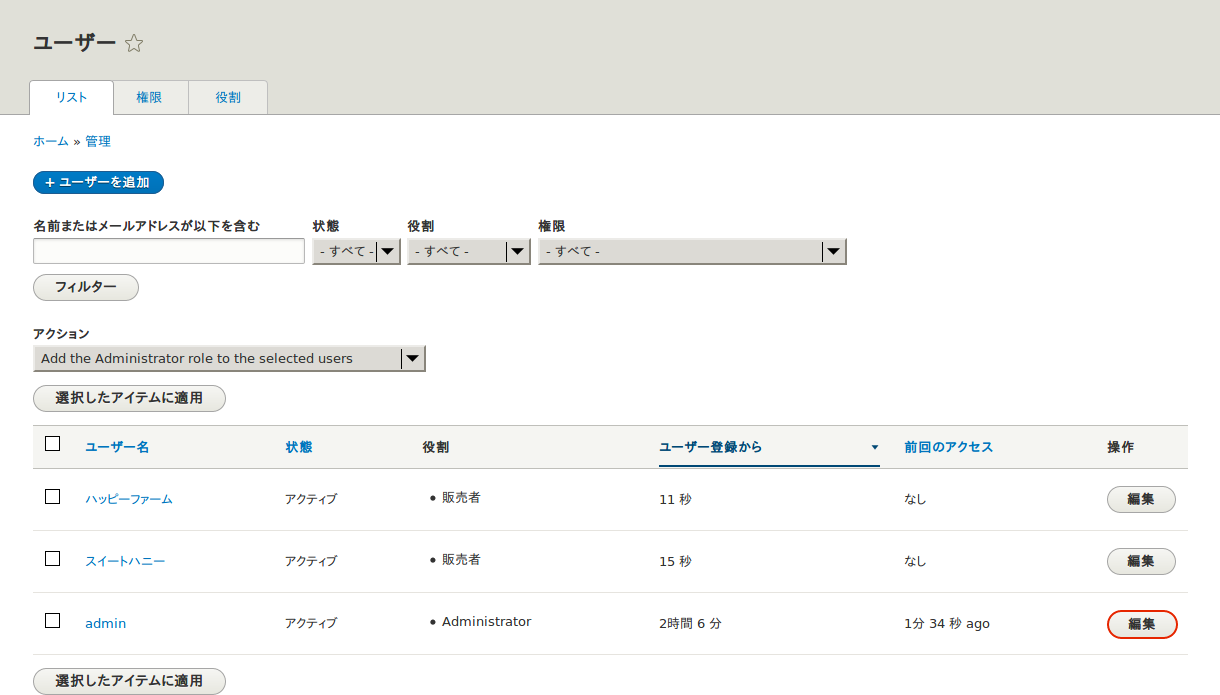 ユーザー
リスト 権限 役割
ホーム » 管理
+ ユーザーを追加
名前またはメールアドレスが以下を含む 状態 役割 権限
- すべて - - すべて - - すべて -
フィルター
アクション
Add the Administrator role to the selected users
選択したアイテムに適用
ユーザー名 状態 役割 ユーザー登録から 前回のアクセス 操作
ハッピーファーム アクティブ • 販売者 11 秒 なし 編集
スイートハニー アクティブ • 販売者 15 秒 なし 編集
admin アクティブ • Administrator 2時間 6 分 1分 34 秒 ago 編集
選択したアイテムに適用